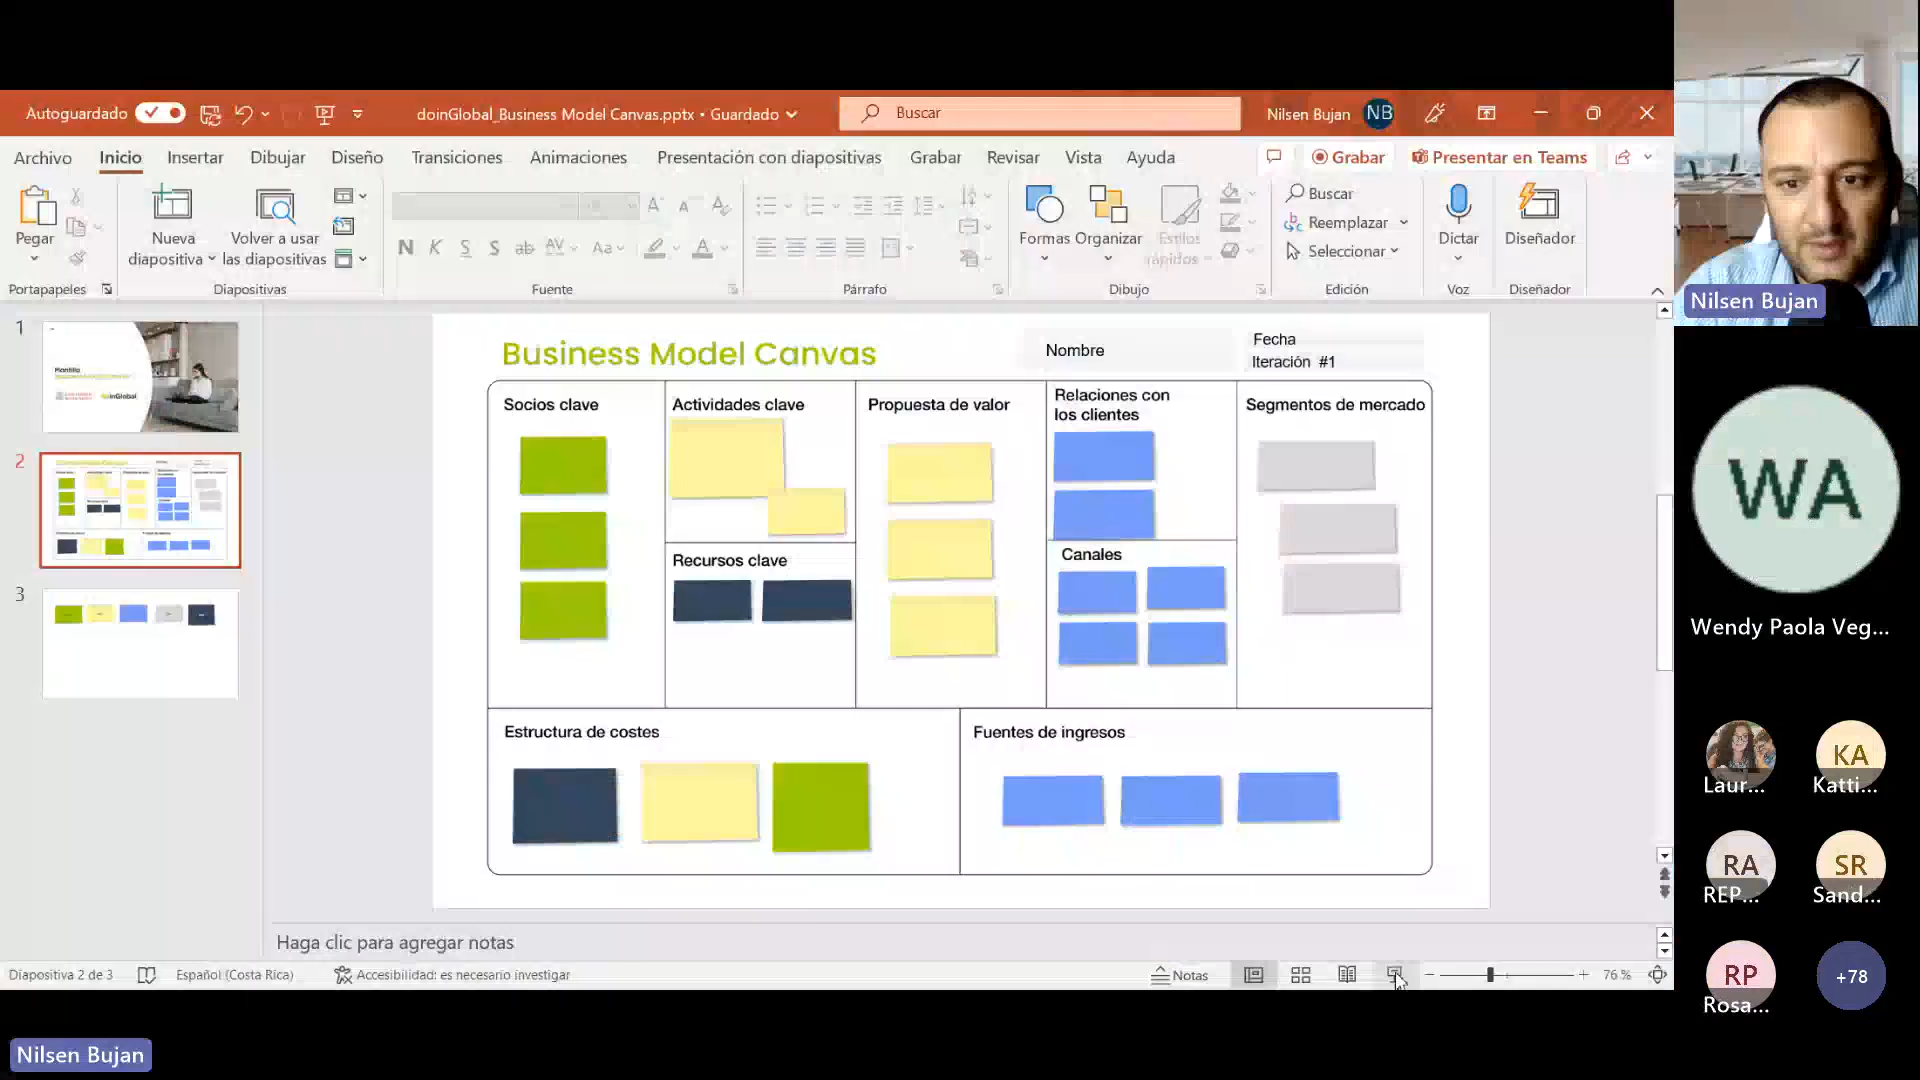 Autoguardado
doinGlobal_Business Model Canvas.pptx • Guardado
Buscar
Nilsen Bujan
NB
Archivo
Inicio
Insertar
Dibujar
Diseño
Transiciones
Animaciones
Presentación con diapositivas
Grabar
Revisar
Vista
Ayuda
Grabar
Presentar en Teams
Pegar
Nueva
diapositiva
Volver a usar
las diapositivas
N K S S ab AV Aa A
Formas
Organizar
Estilos
rápidos
Buscar
Reemplazar
Seleccionar
Dictar
Diseñador
Portapapeles
Diapositivas
Fuente
Párrafo
Dibujo
Edición
Voz
Diseñador
1
2
3
Business Model Canvas
Nombre
Fecha
Iteración #1
Socios clave
Actividades clave
Propuesta de valor
Relaciones con
los clientes
Segmentos de mercado
Recursos clave
Canales
Estructura de costes
Fuentes de ingresos
Haga clic para agregar notas
Diapositiva 2 de 3
Español (Costa Rica)
Accesibilidad: es necesario investigar
Notas
76 %
Nilsen Bujan
Nilsen Bujan
WA
Wendy Paola Veg...
Laur...
KA
Katti...
RA
REP...
SR
Sand...
RP
Rosa...
+78